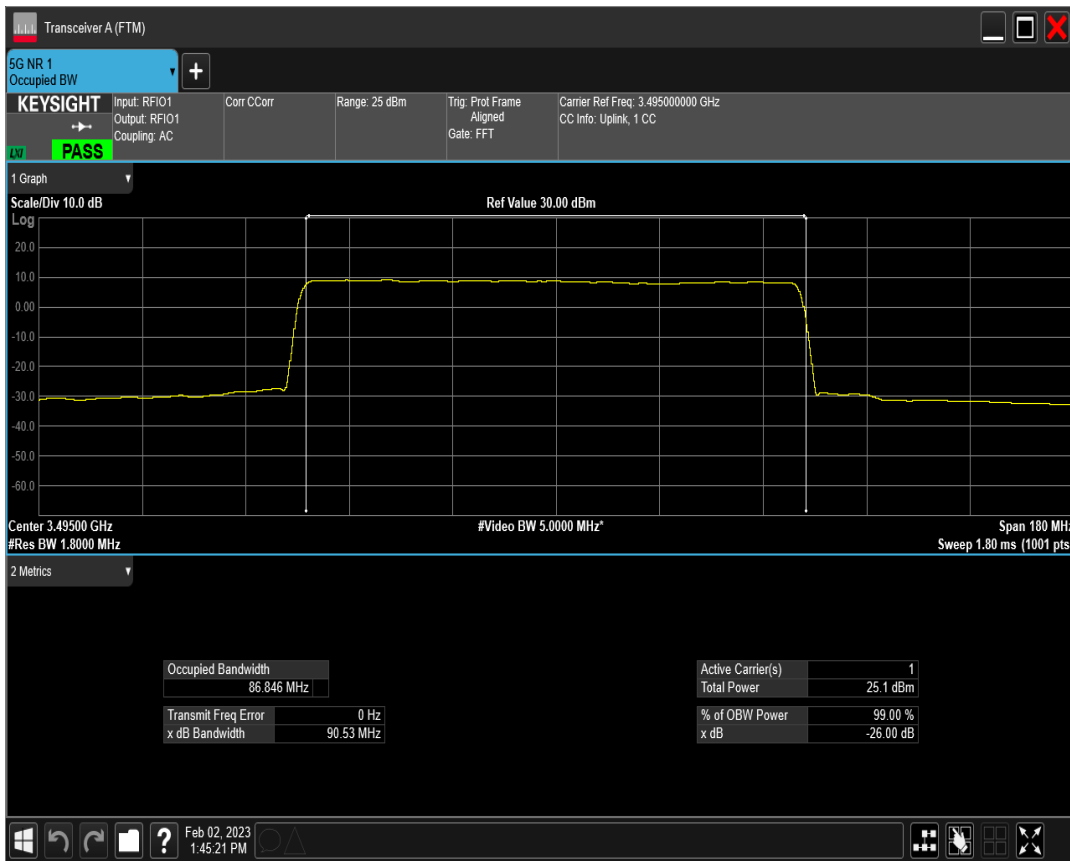 Transceiver A (FTM)
5G NR 1
Occupied BW
+
KEYSIGHT
LXI
PASS
Input: RFIO1
Output: RFIO1
Coupling: AC
Corr CCorr
Range: 25 dBm
Trig: Prot Frame
Aligned
Gate: FFT
Carrier Ref Freq: 3.495000000 GHz
CC Info: Uplink, 1 CC
1 Graph
Scale/Div 10.0 dB
Ref Value 30.00 dBm
Log
20.0
10.0
0.00
-10.0
-20.0
-30.0
-40.0
-50.0
-60.0
Center 3.49500 GHz
#Video BW 5.0000 MHz*
Span 180 MHz
#Res BW 1.8000 MHz
Sweep 1.80 ms (1001 pts
2 Metrics
Occupied Bandwidth
86.846 MHz
Transmit Freq Error 0 Hz
x dB Bandwidth 90.53 MHz
Active Carrier(s) 1
Total Power 25.1 dBm
% of OBW Power 99.00 %
x dB -26.00 dB
?
Feb 02, 2023
1:45:21 PM